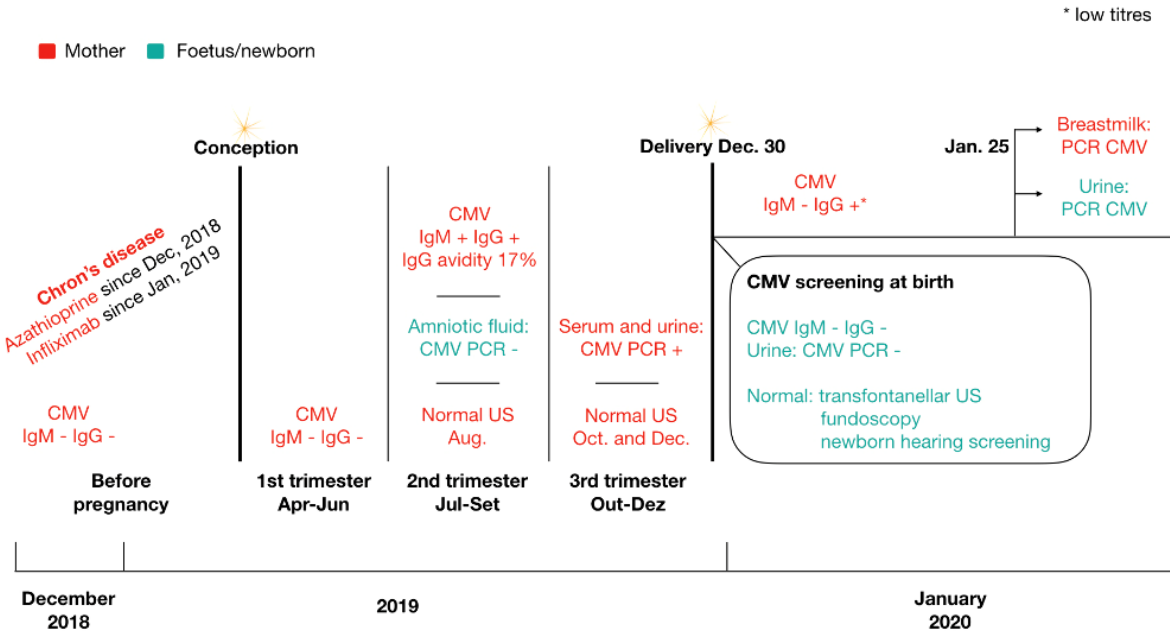 * low titres
Mother
Foetus/newborn
Conception
Delivery Dec. 30
Jan. 25
Breastmilk:
PCR CMV
Urine:
PCR CMV
Chron's disease
Azathioprine since Dec, 2018
Infliximab since Jan, 2019
CMV
IgM - IgG -
Before
pregnancy
CMV
IgM - IgG -
1st trimester
Apr-Jun
CMV
IgM + IgG +
IgG avidity 17%
Amniotic fluid:
CMV PCR -
Normal US
Aug.
2nd trimester
Jul-Set
Serum and urine:
CMV PCR +
Normal US
Oct. and Dec.
3rd trimester
Out-Dez
CMV
IgM - IgG +*
CMV screening at birth
CMV IgM - IgG -
Urine: CMV PCR -
Normal: transfontanellar US
fundoscopy
newborn hearing screening
December
2018
2019
January
2020